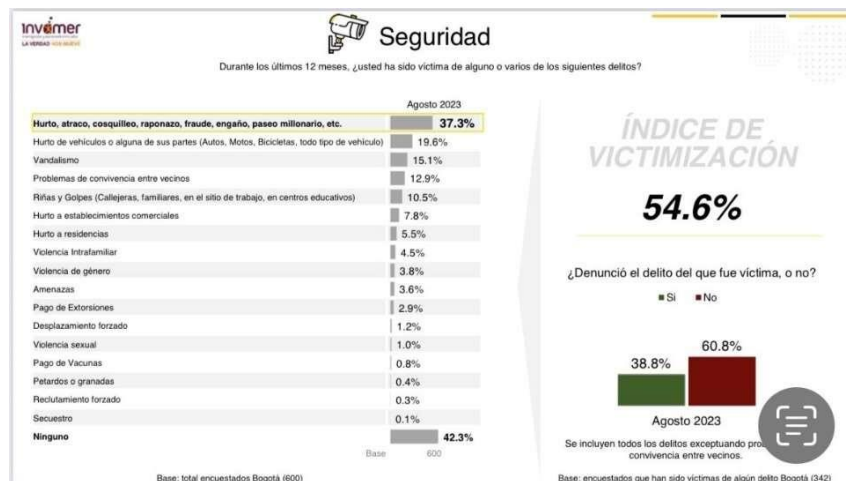 invamer
LA VERDAD NOS MUEVE
Seguridad
Durante los últimos 12 meses, ¿usted ha sido víctima de alguno o varios de los siguientes delitos?
Agosto 2023
Hurto, atraco, cosquilleo, raponazo, fraude, engaño, paseo millonario, etc. 37.3%
Hurto de vehículos o alguna de sus partes (Autos, Motos, Bicicletas, todo tipo de vehículo) 19.6%
Vandalismo 15.1%
Problemas de convivencia entre vecinos 12.9%
Riñas y Golpes (Callejeras, familiares, en el sitio de trabajo, en centros educativos) 10.5%
Hurto a establecimientos comerciales 7.8%
Hurto a residencias 5.5%
Violencia Intrafamiliar 4.5%
Violencia de género 3.8%
Amenazas 3.6%
Pago de Extorsiones 2.9%
Desplazamiento forzado 1.2%
Violencia sexual 1.0%
Pago de Vacunas 0.8%
Petardos o granadas 0.4%
Reclutamiento forzado 0.3%
Secuestro 0.1%
Ninguno 42.3%
Base 600
Base: total encuestados Bogotá (600)
ÍNDICE DE
VICTIMIZACIÓN
54.6%
¿Denunció el delito del que fue víctima, o no?
Si No
38.8% 60.8%
Agosto 2023
Se incluyen todos los delitos exceptuando
convivencia entre vecinos.
Base: encuestados que han sido víctimas de algún delito Bogotá (342)